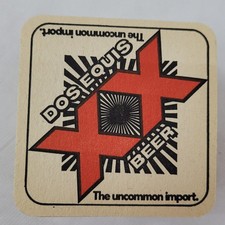 The uncommon import.
DOS EQUIS
XX
BEER
The uncommon import.